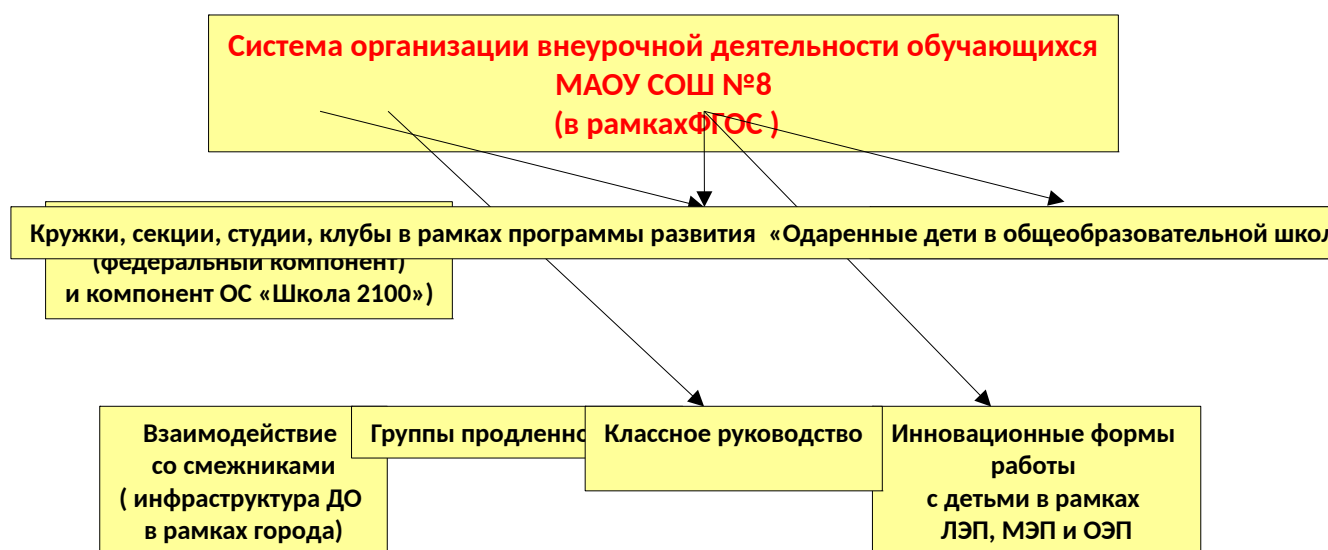 Система организации внеурочной деятельности обучающихся
МАОУ СОШ №8
(в рамкахФГОС )
Кружки, секции, студии, клубы в рамках программы развития «Одаренные дети в общеобразовательной
(федеральный компонент)
и компонент ОС «Школа 2100»)
Взаимодействие
со смежниками
( инфраструктура ДО
в рамках города)
Группы
Классное руководство
Инновационные формы
работы
с детьми в рамках
ЛЭП, МЭП и ОЭП